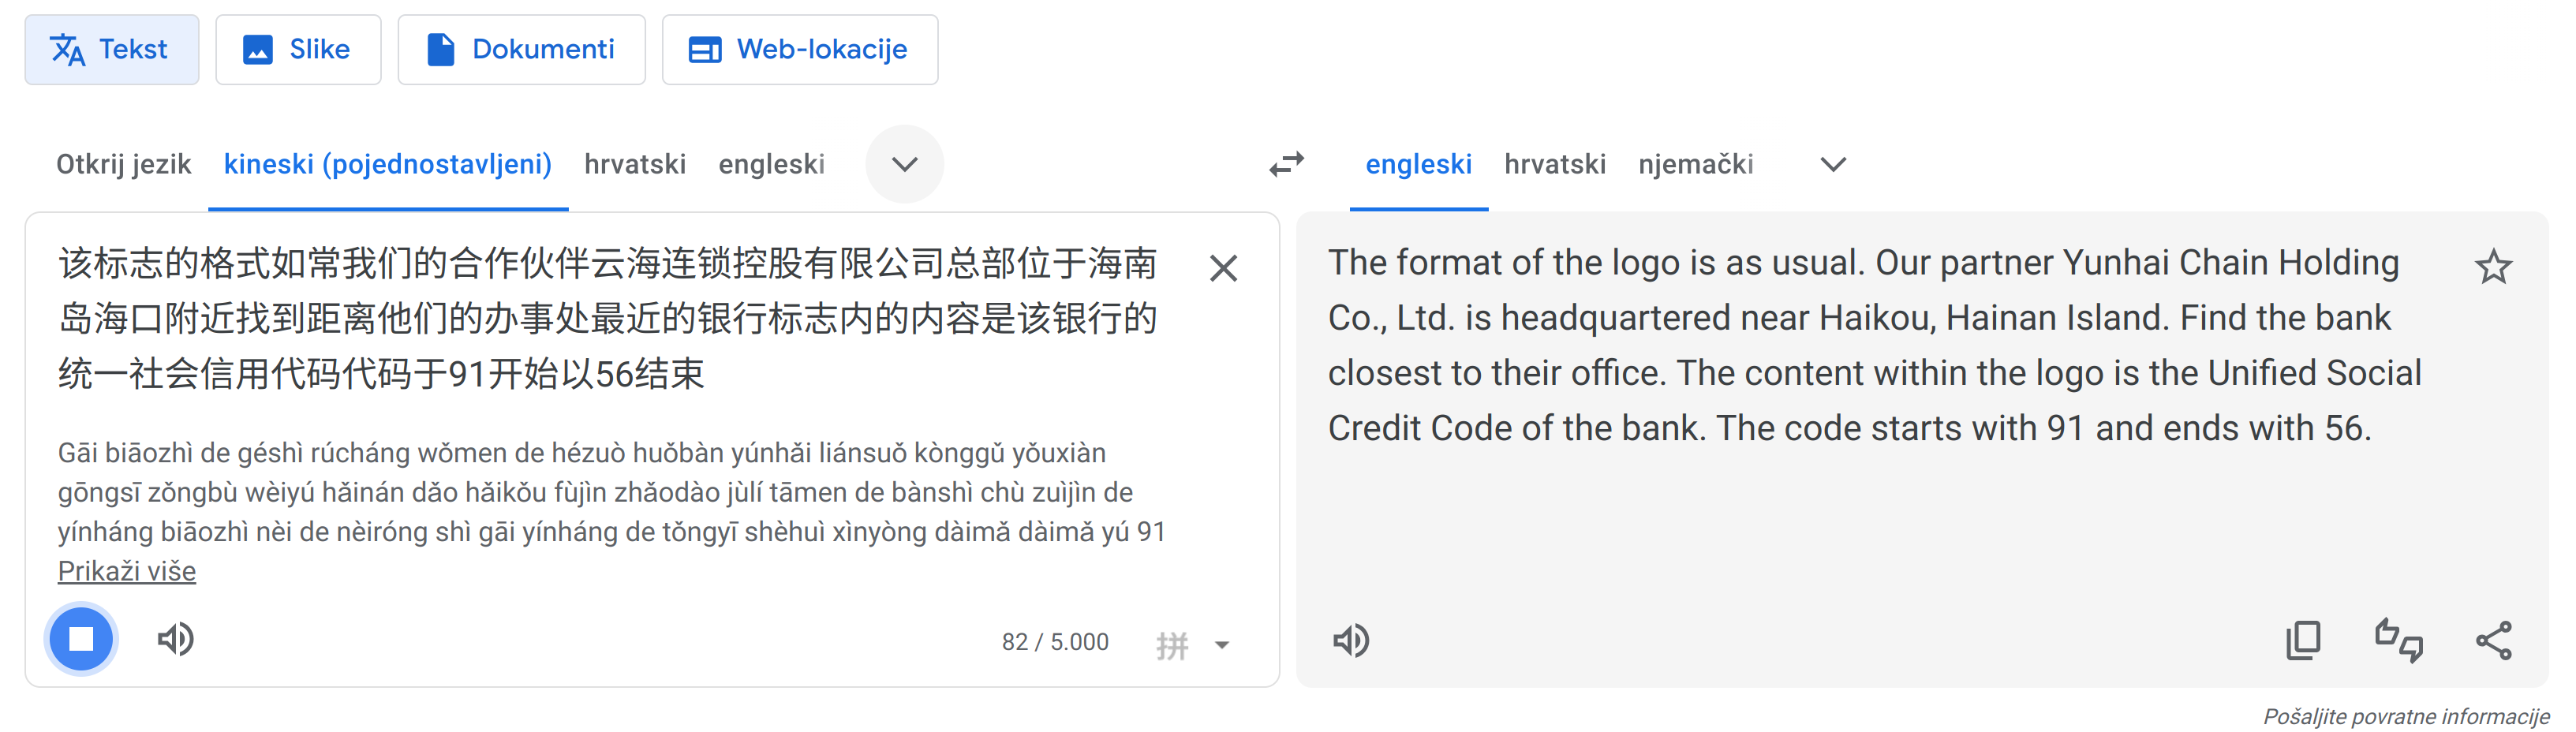 Tekst
Slike
Dokumenti
Web-lokacije
Otkrij jezik
kineski (pojednostavljeni)
hrvatski
engleski
engleski
hrvatski
njemački
该标志的格式如常我们的合作伙伴云海连锁控股有限公司总部位于海南
岛海口附近找到距离他们的办事处最近的银行标志内的内容是该银行的
统一社会信用代码代码于91开始以56结束
Gāi biāozhì de géshì rúcháng wǒmen de hézuò huǒbàn yúnhǎi liánsuǒ kònggǔ yǒuxiàn
gōngsī zǒngbù wèiyú hǎinán dǎo hǎikǒu fùjìn zhǎodào jùlí tāmen de bànshì chù zuìjìn de
yínháng biāozhì nèi de nèiróng shì gāi yínháng de tǒngyī shèhuì xìnyòng dàimǎ dàimǎ yú 91
Prikaži više
82 / 5.000
拼
The format of the logo is as usual. Our partner Yunhai Chain Holding
Co., Ltd. is headquartered near Haikou, Hainan Island. Find the bank
closest to their office. The content within the logo is the Unified Social
Credit Code of the bank. The code starts with 91 and ends with 56.
Pošaljite povratne informacije